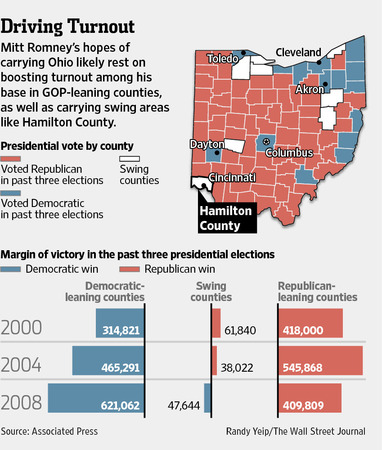 Driving Turnout
Mitt Romney's hopes of
carrying Ohio likely rest on
boosting turnout among his
base in GOP-leaning counties,
as well as carrying swing areas
like Hamilton County.
Presidential vote by county
Voted Republican
in past three elections
Swing
counties
Voted Democratic
in past three elections
Toledo
Cleveland
Akron
Dayton
Columbus
Cincinnati
Hamilton
County
Margin of victory in the past three presidential elections
Democratic win
Republican win
Democratic-
leaning counties
Swing
counties
Republican-
leaning counties
2000 314,821 61,840 418,000
2004 465,291 38,022 545,868
2008 621,062 47,644 409,809
Source: Associated Press
Randy Yeip/The Wall Street Journal